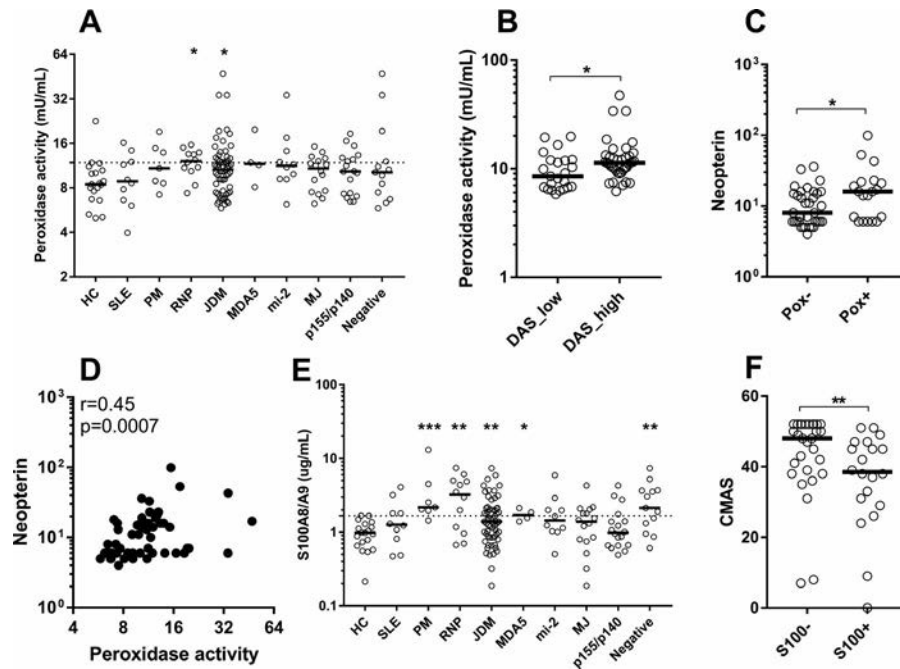 A
* *
64
32
16
8
4
2
Peroxidase activity (mU/mL)
HC SLE PM RNP JDM MDA5 mi-2 MJ p155/p140 Negative
B
*
100
10
1
Peroxidase activity (mU/mL)
DAS_low DAS_high
C
*
10³
10²
10¹
10⁰
Neopterin
Pox- Pox+
D
r=0.45
p=0.0007
10³
10²
10¹
10⁰
Neopterin
4 8 16 32 64
Peroxidase activity
E
*** ** ** * **
100
10
1
0.1
S100A8/A9 (ug/mL)
HC SLE PM RNP JDM MDA5 mi-2 MJ p155/p140 Negative
F
**
60
40
20
0
CMAS
S100- S100+